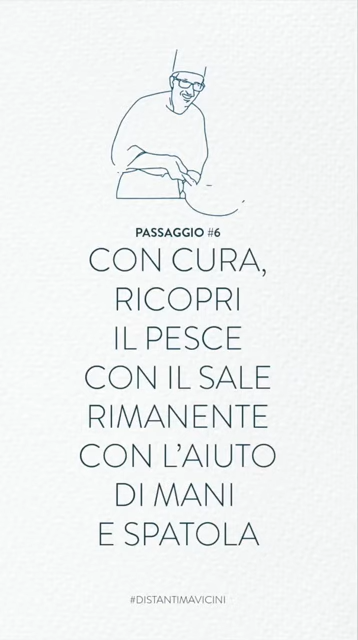 PASSAGGIO #6
CON CURA,
RICOPRI
IL PESCE
CON IL SALE
RIMANENTE
CON L'AIUTO
DI MANI
E SPATOLA
#DISTANTIMAVICINI